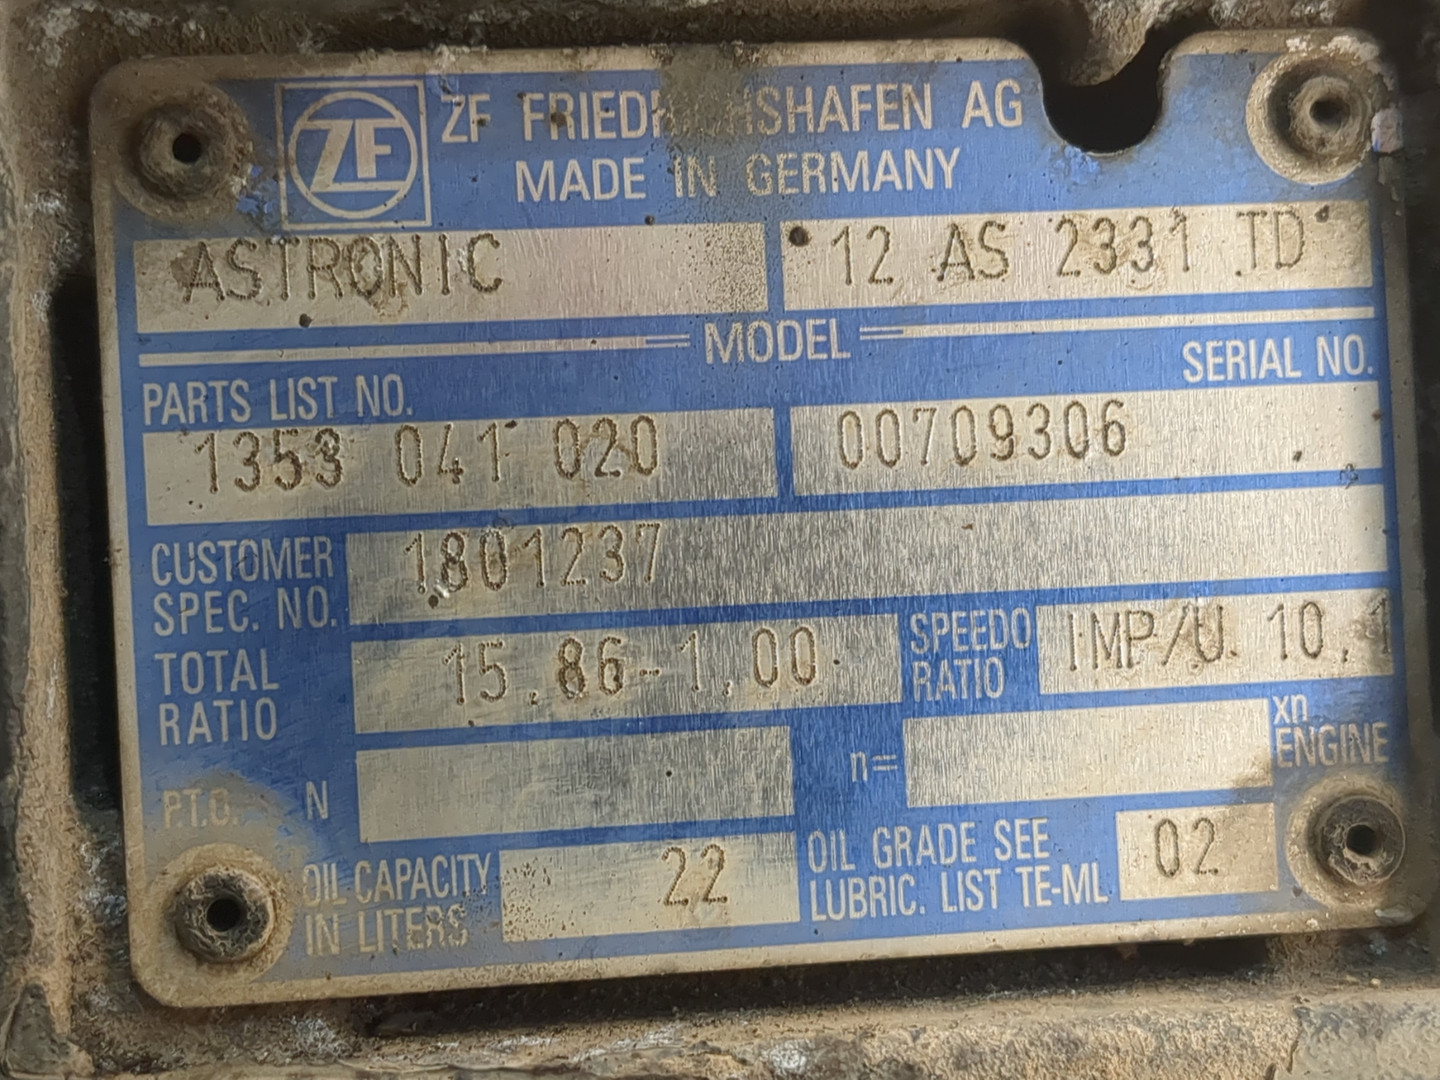 ZF
ZF FRIEDRICHSHAFEN AG
MADE IN GERMANY
ASTRONIC 12 AS 2331 TD
MODEL
PARTS LIST NO. SERIAL NO.
1353 041 020 00709306
CUSTOMER SPEC. NO. 1801237
TOTAL RATIO 15,86-1,00 SPEEDO RATIO IMP/U 10,1
P.T.O. N n= xn ENGINE
OIL CAPACITY IN LITERS 22 OIL GRADE SEE LUBRIC. LIST TE-ML 02